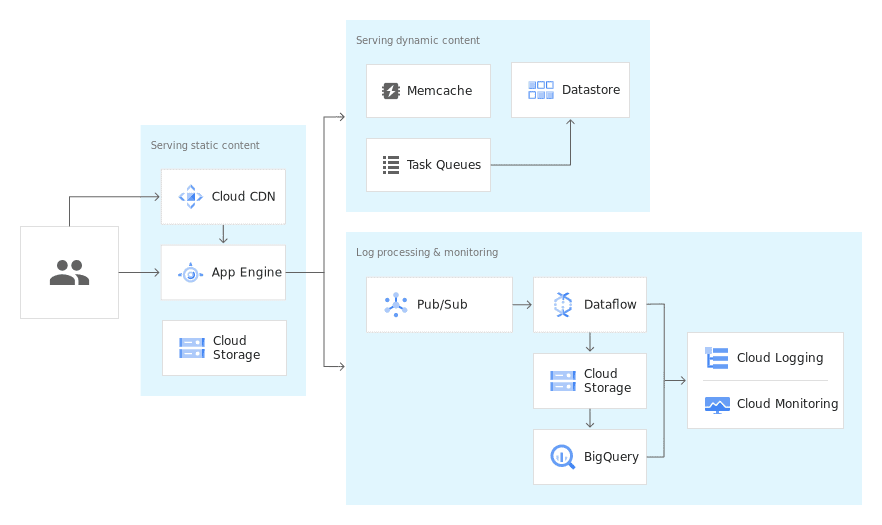 Serving dynamic content
Memcache
Datastore
Task Queues
Serving static content
Cloud CDN
App Engine
Cloud
Storage
Log processing & monitoring
Pub/Sub
Dataflow
Cloud
Storage
BigQuery
Cloud Logging
Cloud Monitoring